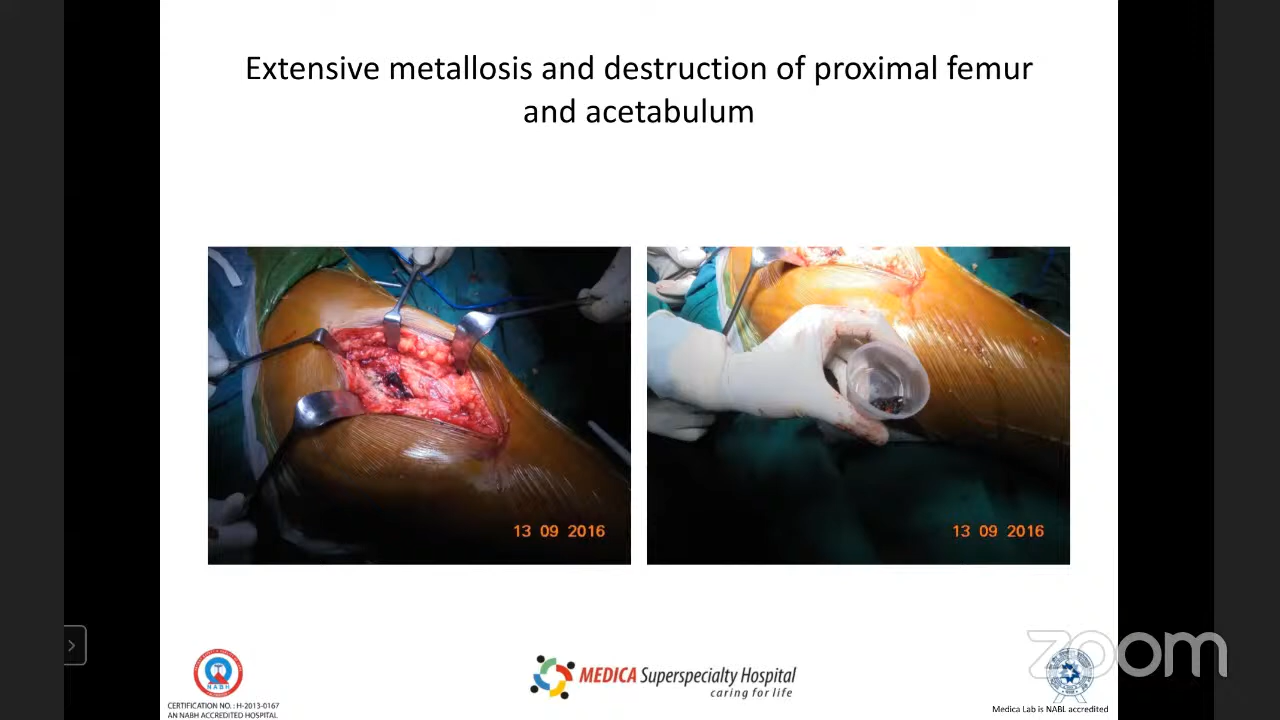 Extensive metallosis and destruction of proximal femur
and acetabulum
13 09 2016
13 09 2016
NABH
CERTIFICATION NO. : H-2013-0167
AN NABH ACCREDITED HOSPITAL
MEDICA Superspecialty Hospital
caring for life
zoom
Medica Lab is NABL accredited